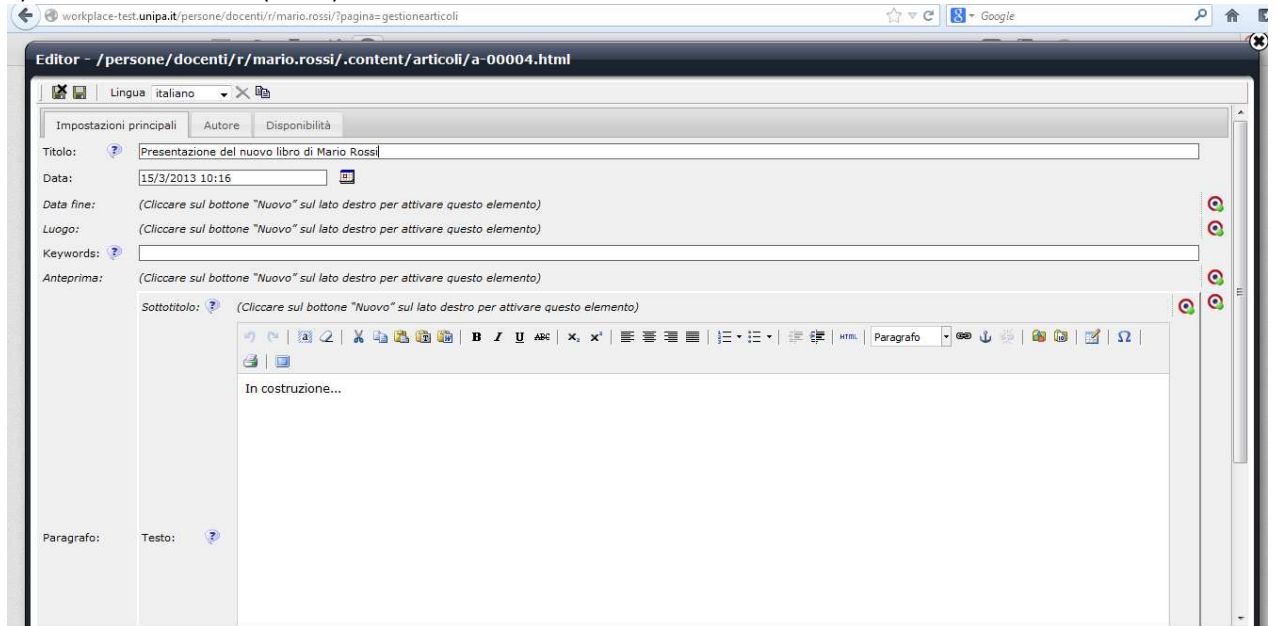 workplace-test.unipa.it/persone/docenti/r/mario.rossi/?pagina=gestionearticoli
Google
Editor - /persone/docenti/r/mario.rossi/.content/articoli/a-00004.html
Lingua italiano
Impostazioni principali Autore Disponibilità
Titolo: Presentazione del nuovo libro di Mario Rossi
Data: 15/3/2013 10:16
Data fine: (Cliccare sul bottone "Nuovo" sul lato destro per attivare questo elemento)
Luogo: (Cliccare sul bottone "Nuovo" sul lato destro per attivare questo elemento)
Keywords:
Anteprima: (Cliccare sul bottone "Nuovo" sul lato destro per attivare questo elemento)
Sottotitolo: (Cliccare sul bottone "Nuovo" sul lato destro per attivare questo elemento)
B I U ABC x₂ x² HTML Paragrafo Ω
In costruzione...
Paragrafo: Testo: